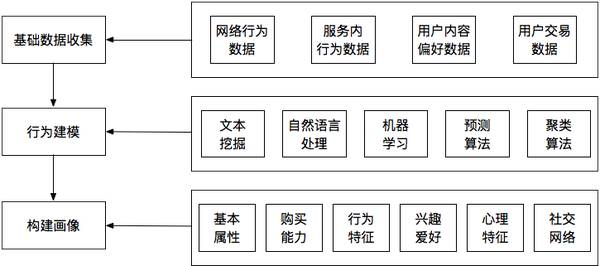 基础数据收集
网络行为
数据
服务内
行为数据
用户内容
偏好数据
用户交易
数据
行为建模
文本
挖掘
自然语言
处理
机器
学习
预测
算法
聚类
算法
构建画像
基本
属性
购买
能力
行为
特征
兴趣
爱好
心理
特征
社交
网络